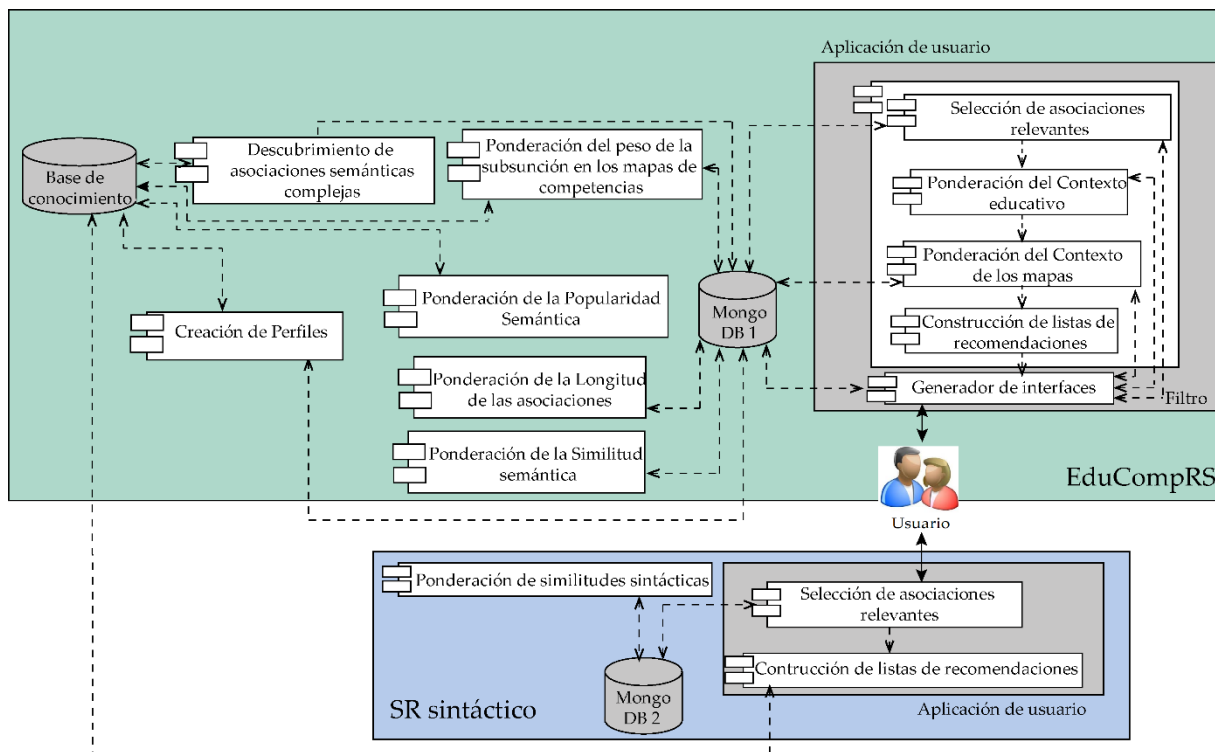 Aplicación de usuario
Selección de asociaciones
relevantes
Descubrimiento de
asociaciones semánticas
complejas
Ponderación del peso de la
subsunción en los mapas de
competencias
Base de
conocimiento
Ponderación del Contexto
educativo
Ponderación del Contexto
de los mapas
Ponderación de la Popularidad
Semántica
Mongo
DB 1
Creación de Perfiles
Construcción de listas de
recomendaciones
Ponderación de la Longitud
de las asociaciones
Generador de interfaces
Filtro
Ponderación de la Similitud
semántica
EduCompRS
Usuario
Ponderación de similitudes sintácticas
Selección de asociaciones
relevantes
Contrucción de listas de recomendaciones
Mongo
DB 2
SR sintáctico
Aplicación de usuario